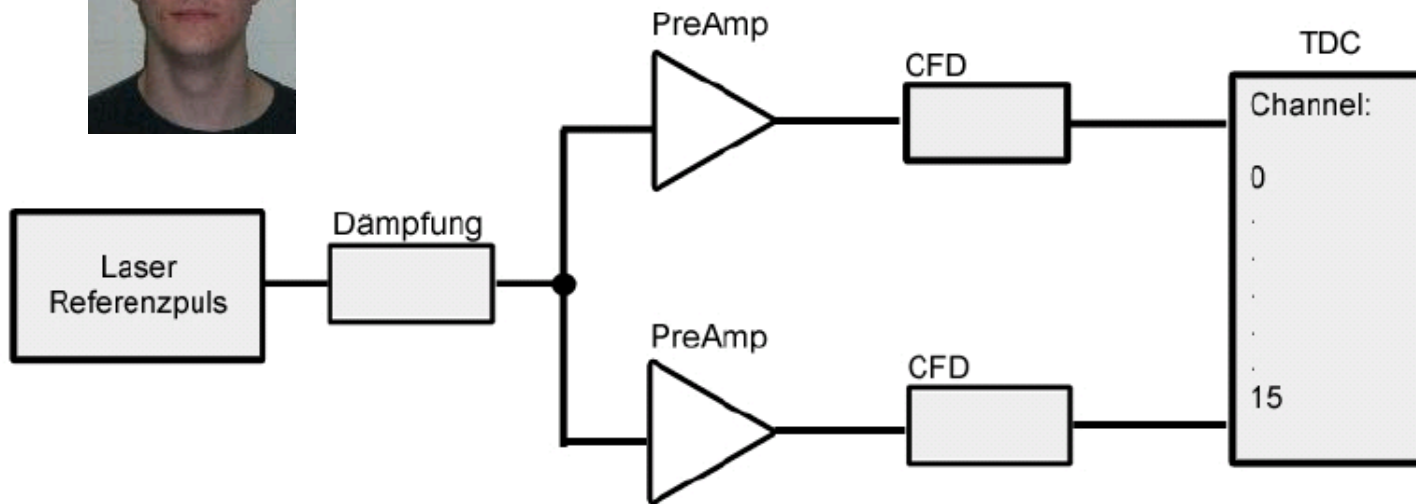 PreAmp
CFD
TDC
Channel:
0
.
.
.
.
.
15
Dämpfung
Laser
Referenzpuls
PreAmp
CFD